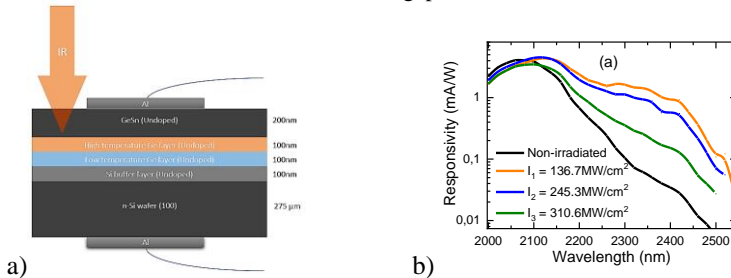 IR
Al
GeSn (Undoped)
200nm
High temperature Ge layer (Undoped)
100nm
Low temperature Ge layer (Undoped)
100nm
Si buffer layer (Undoped)
100nm
n-Si wafer (100)
275 µm
Al
a)
(a)
Responsivity (mA/W)
1
0,1
0,01
Non-irradiated
I₁ = 136.7MW/cm²
I₂ = 245.3MW/cm²
I₃ = 310.6MW/cm²
2000 2100 2200 2300 2400 2500
Wavelength (nm)
b)